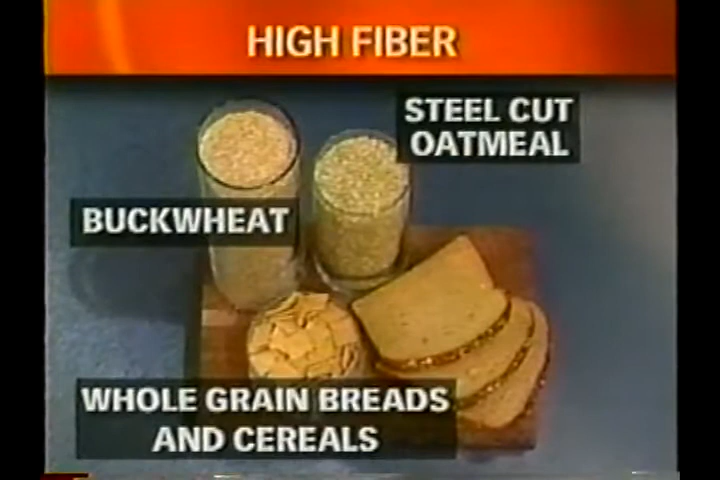 HIGH FIBER
STEEL CUT
OATMEAL
BUCKWHEAT
WHOLE GRAIN BREADS
AND CEREALS